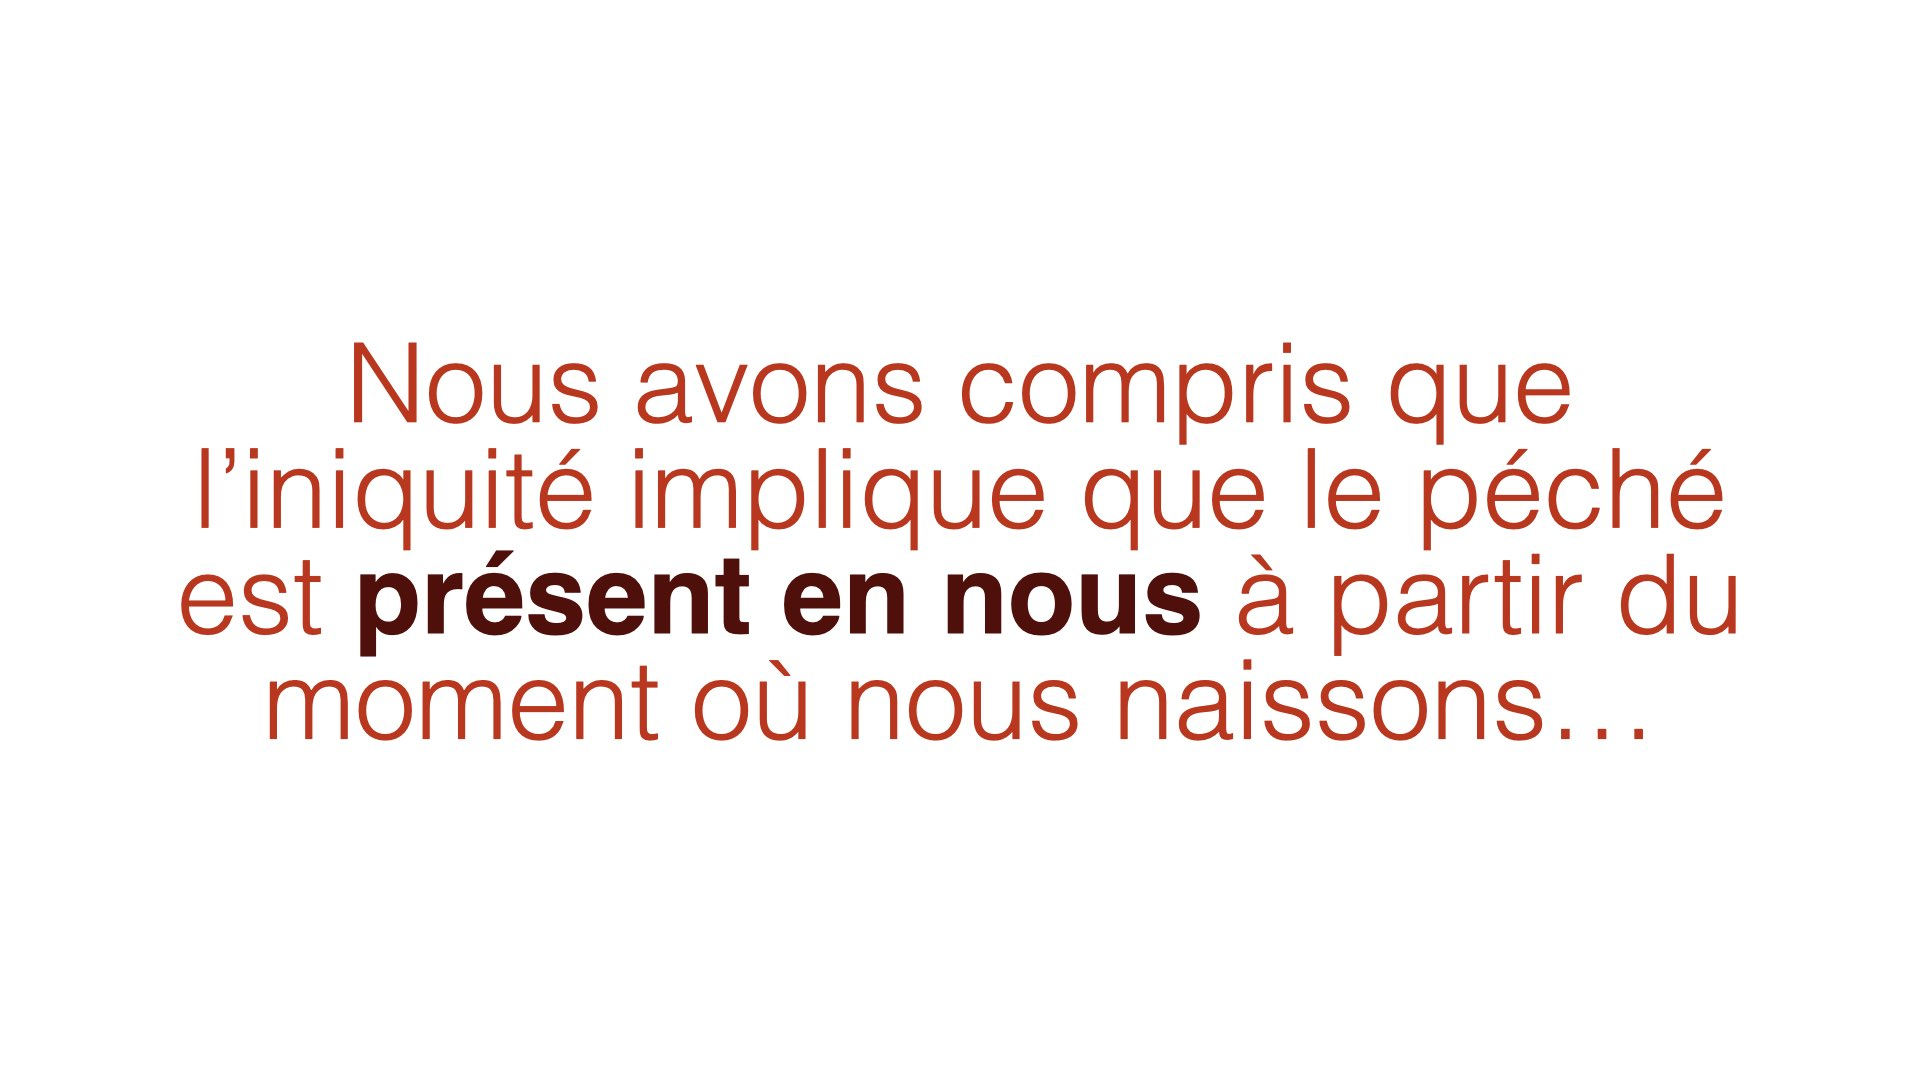 Nous avons compris que
l’iniquité implique que le péché
est présent en nous à partir du
moment où nous naissons…